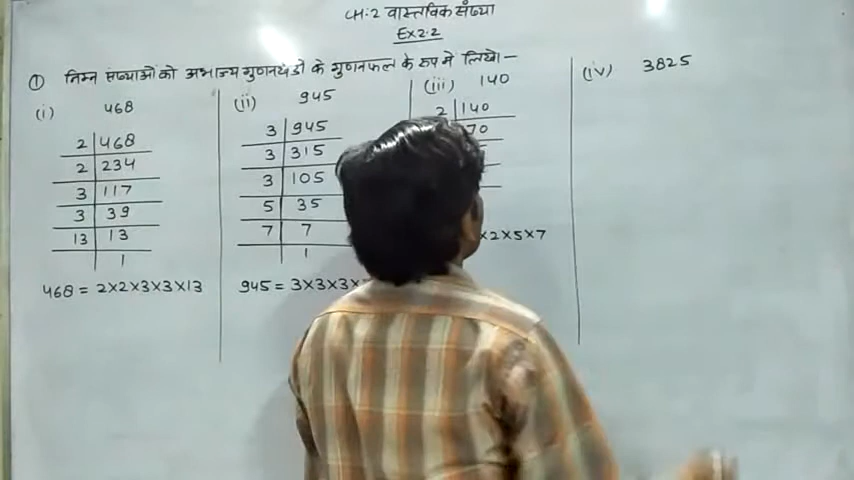 CH:2 वास्तविक संख्या
Ex 2.2
① निम्न संख्याओं को अभाज्य गुणनखंडो के गुणनफल के रूप मे लिखो-
(i) 468
2 | 468
2 | 234
3 | 117
3 | 39
13 | 13
1
468 = 2×2×3×3×13
(ii) 945
3 | 945
3 | 315
3 | 105
5 | 35
7 | 7
1
945 = 3×3×3×
(iii) 140
2 | 140
70
×2×5×7
(iv) 3825